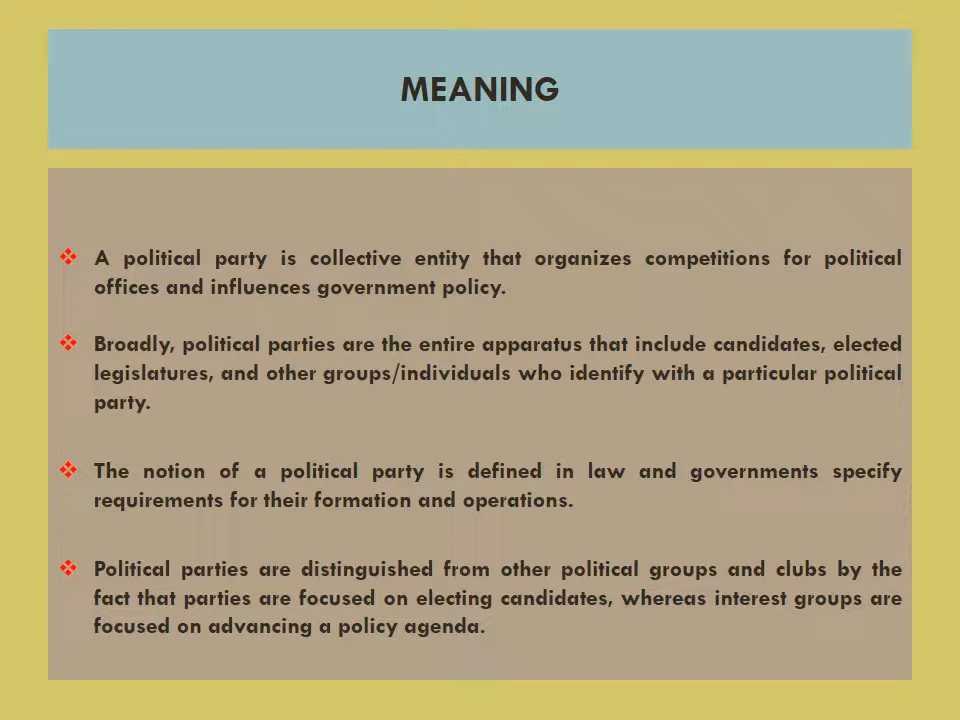 MEANING
A political party is collective entity that organizes competitions for political
offices and influences government policy.
Broadly, political parties are the entire apparatus that include candidates, elected
legislatures, and other groups/individuals who identify with a particular political
party.
The notion of a political party is defined in law and governments specify
requirements for their formation and operations.
Political parties are distinguished from other political groups and clubs by the
fact that parties are focused on electing candidates, whereas interest groups are
focused on advancing a policy agenda.